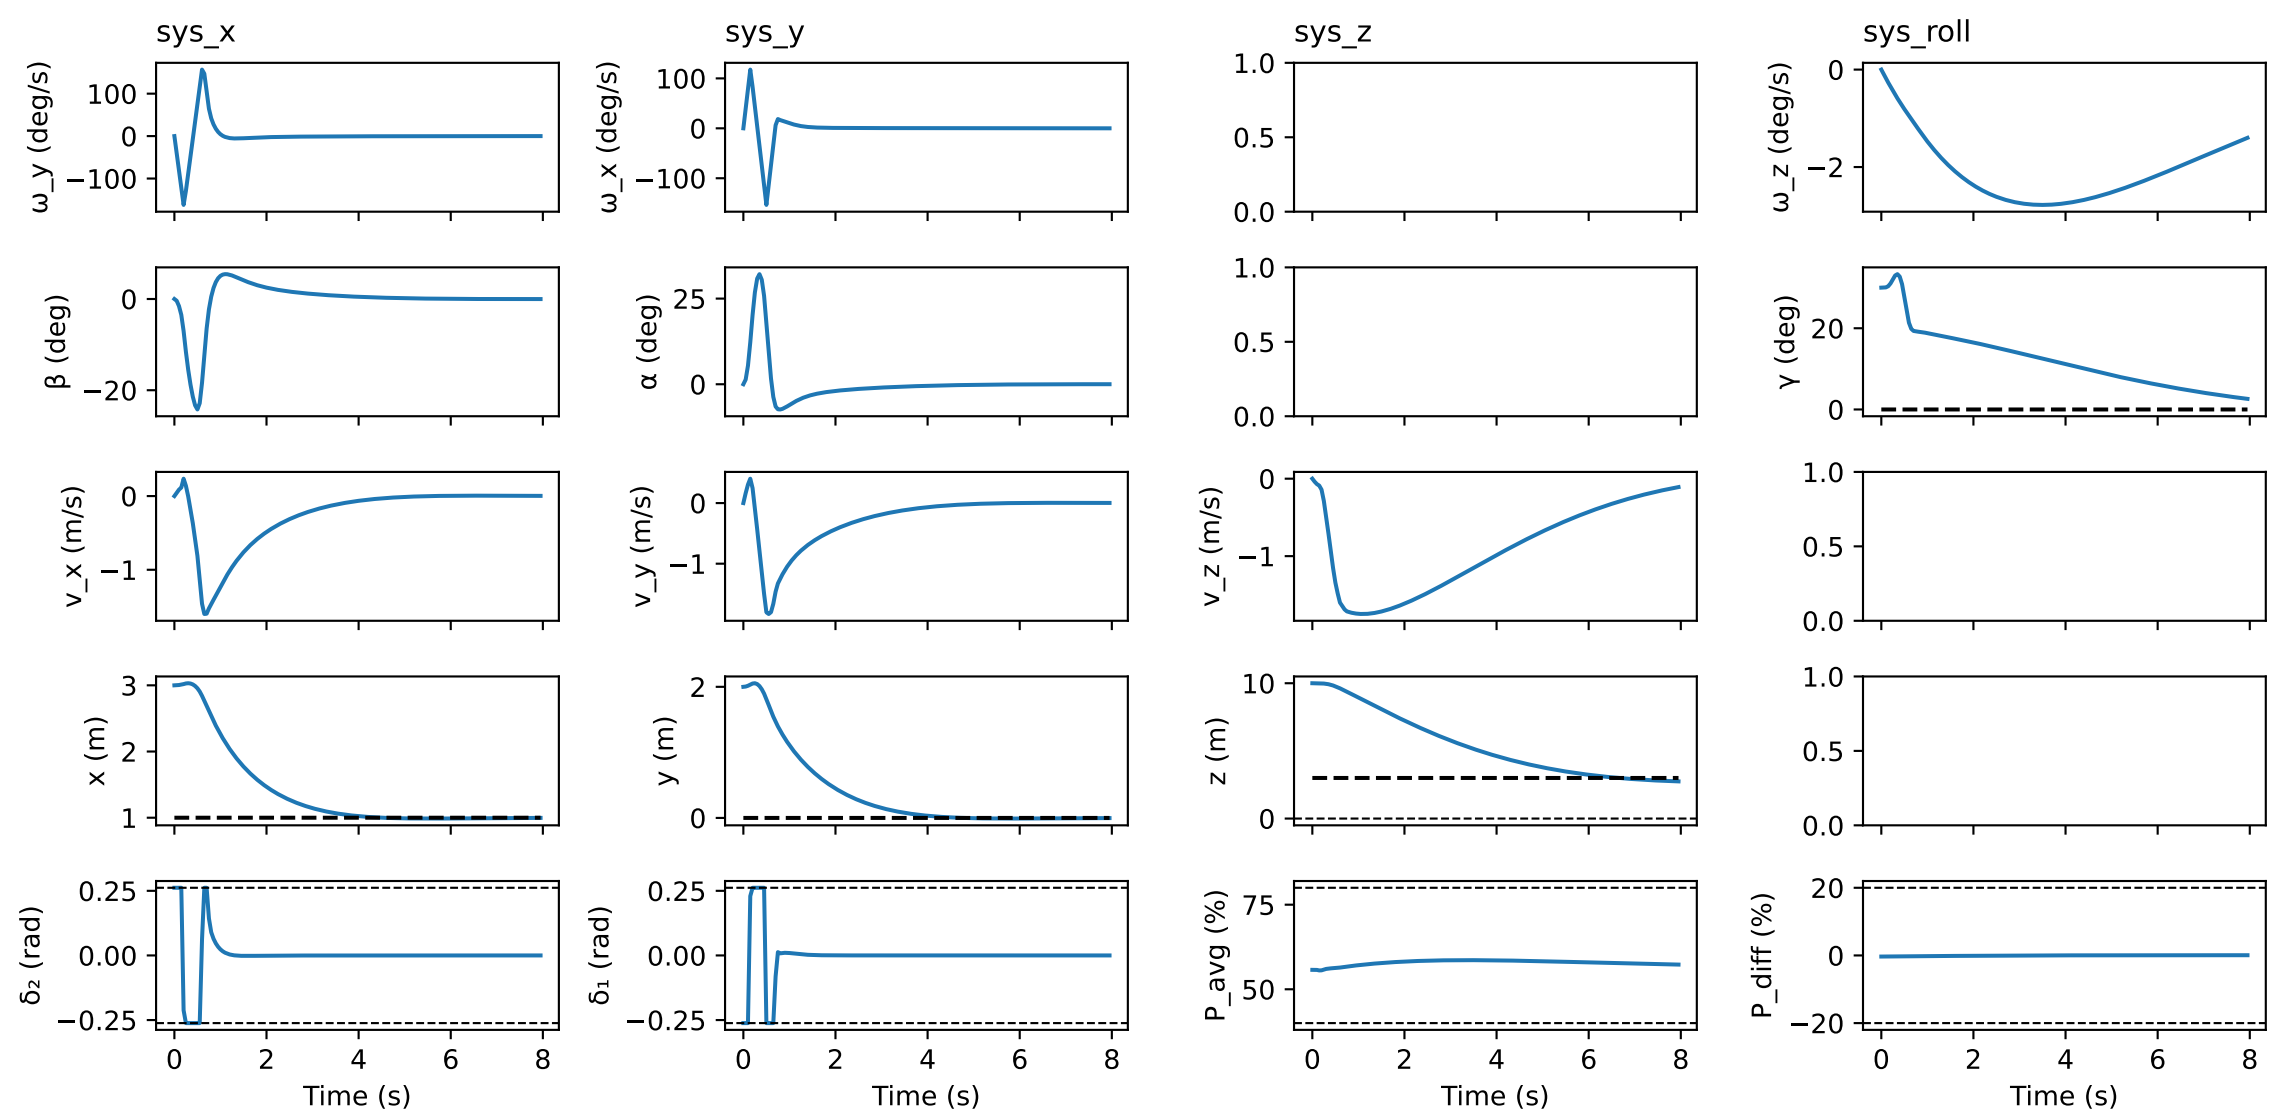 sys_x
sys_y
sys_z
sys_roll
ω_y (deg/s)
100
0
−100
ω_x (deg/s)
100
0
−100
1.0
0.5
0.0
ω_z (deg/s)
0
−2
β (deg)
0
−20
α (deg)
25
0
1.0
0.5
0.0
γ (deg)
20
0
v_x (m/s)
0
−1
v_y (m/s)
0
−1
v_z (m/s)
0
−1
1.0
0.5
0.0
x (m)
3
2
1
y (m)
2
0
z (m)
10
0
1.0
0.5
0.0
δ₂ (rad)
0.25
0.00
−0.25
0 2 4 6 8
Time (s)
δ₁ (rad)
0.25
0.00
−0.25
0 2 4 6 8
Time (s)
P_avg (%)
75
50
0 2 4 6 8
Time (s)
P_diff (%)
20
0
−20
0 2 4 6 8
Time (s)